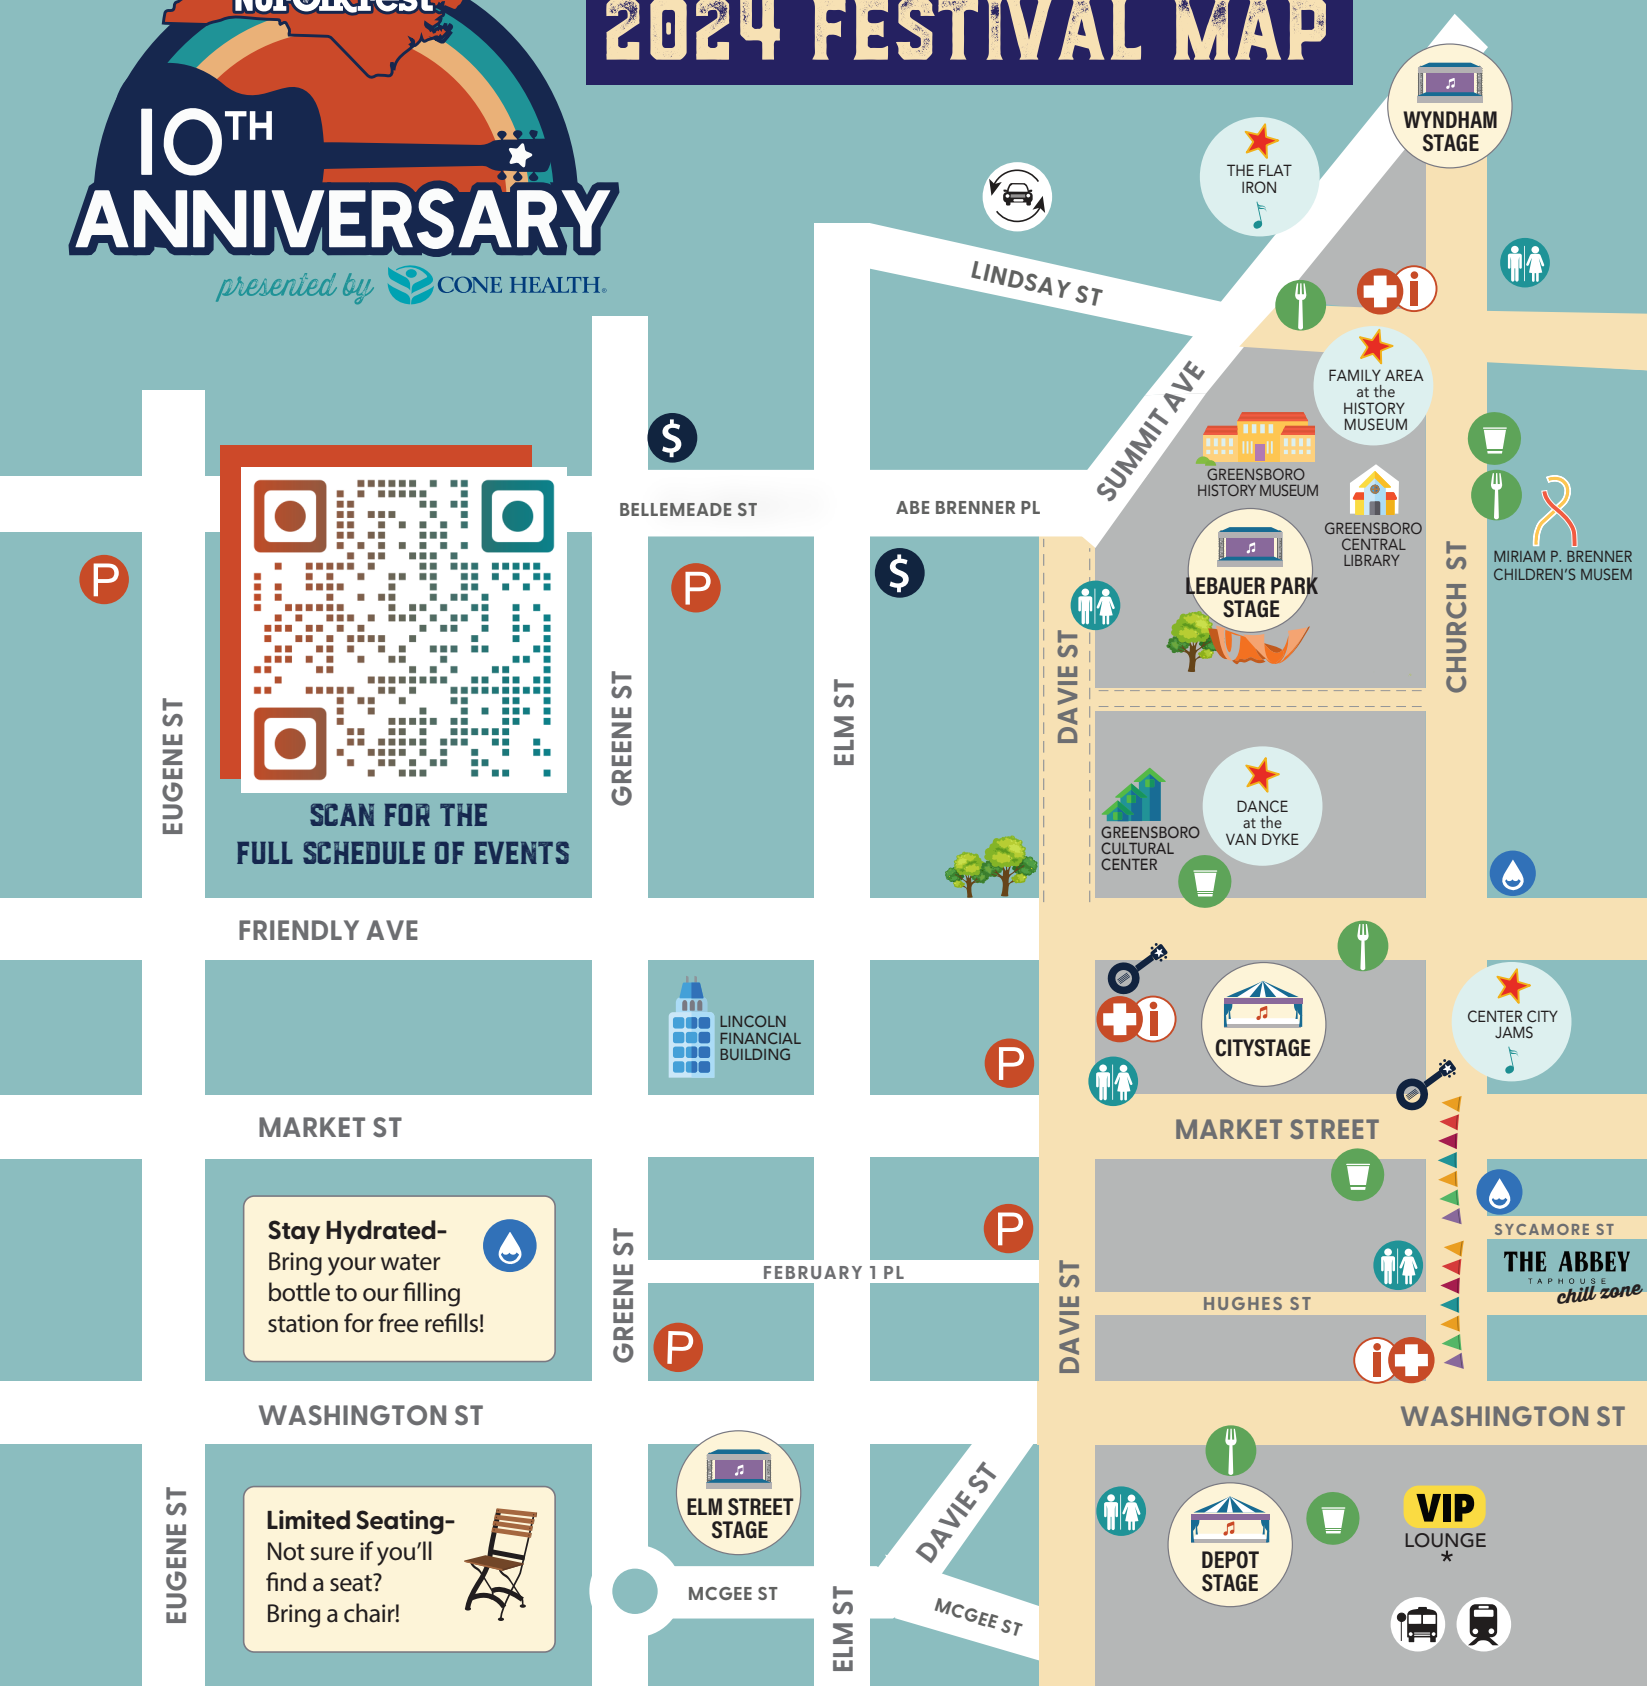 NCFolkFest
2024 FESTIVAL MAP
10TH
ANNIVERSARY
presented by CONE HEALTH®
WYNDHAM
STAGE
THE FLAT
IRON
LINDSAY ST
i
FAMILY AREA
at the
HISTORY
MUSEUM
SUMMIT AVE
$
GREENSBORO
HISTORY MUSEUM
BELLEMEADE ST
ABE BRENNER PL
GREENSBORO
CENTRAL
LIBRARY
MIRIAM P. BRENNER
CHILDREN'S MUSEM
P
P
$
LEBAUER PARK
STAGE
CHURCH ST
DAVIE ST
EUGENE ST
GREENE ST
ELM ST
SCAN FOR THE
FULL SCHEDULE OF EVENTS
GREENSBORO
CULTURAL
CENTER
DANCE
at the
VAN DYKE
FRIENDLY AVE
LINCOLN
FINANCIAL
BUILDING
P
i
CITYSTAGE
CENTER CITY
JAMS
MARKET ST
MARKET STREET
Stay Hydrated-
Bring your water
bottle to our filling
station for free refills!
P
SYCAMORE ST
THE ABBEY
TAPHOUSE
chill zone
FEBRUARY 1 PL
HUGHES ST
GREENE ST
DAVIE ST
P
i
WASHINGTON ST
WASHINGTON ST
ELM STREET
STAGE
DAVIE ST
EUGENE ST
Limited Seating-
Not sure if you'll
find a seat?
Bring a chair!
DEPOT
STAGE
VIP
LOUNGE
*
MCGEE ST
ELM ST
MCGEE ST